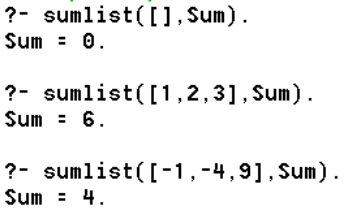 ?- sumlist([],Sum).
Sum = 0.
?- sumlist([1,2,3],Sum).
Sum = 6.
?- sumlist([-1,-4,9],Sum).
Sum = 4.